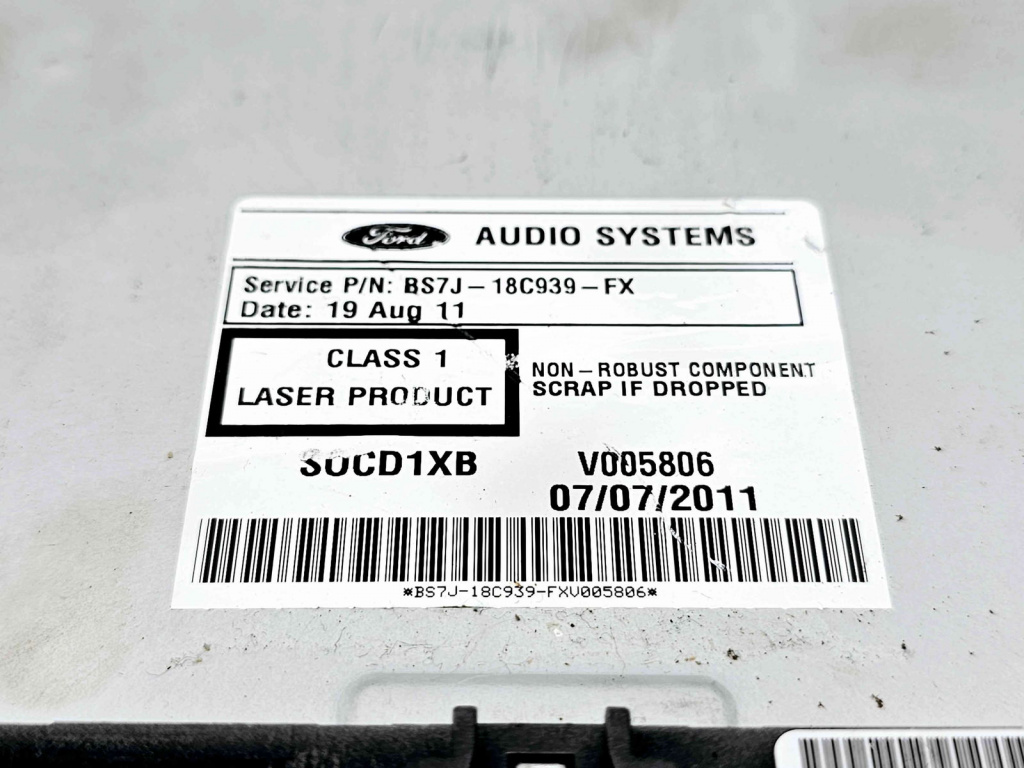 Ford AUDIO SYSTEMS
Service P/N: BS7J-18C939-FX
Date: 19 Aug 11
CLASS 1
LASER PRODUCT
NON-ROBUST COMPONENT
SCRAP IF DROPPED
V005806
07/07/2011
*BS7J-18C939-FXV005806*